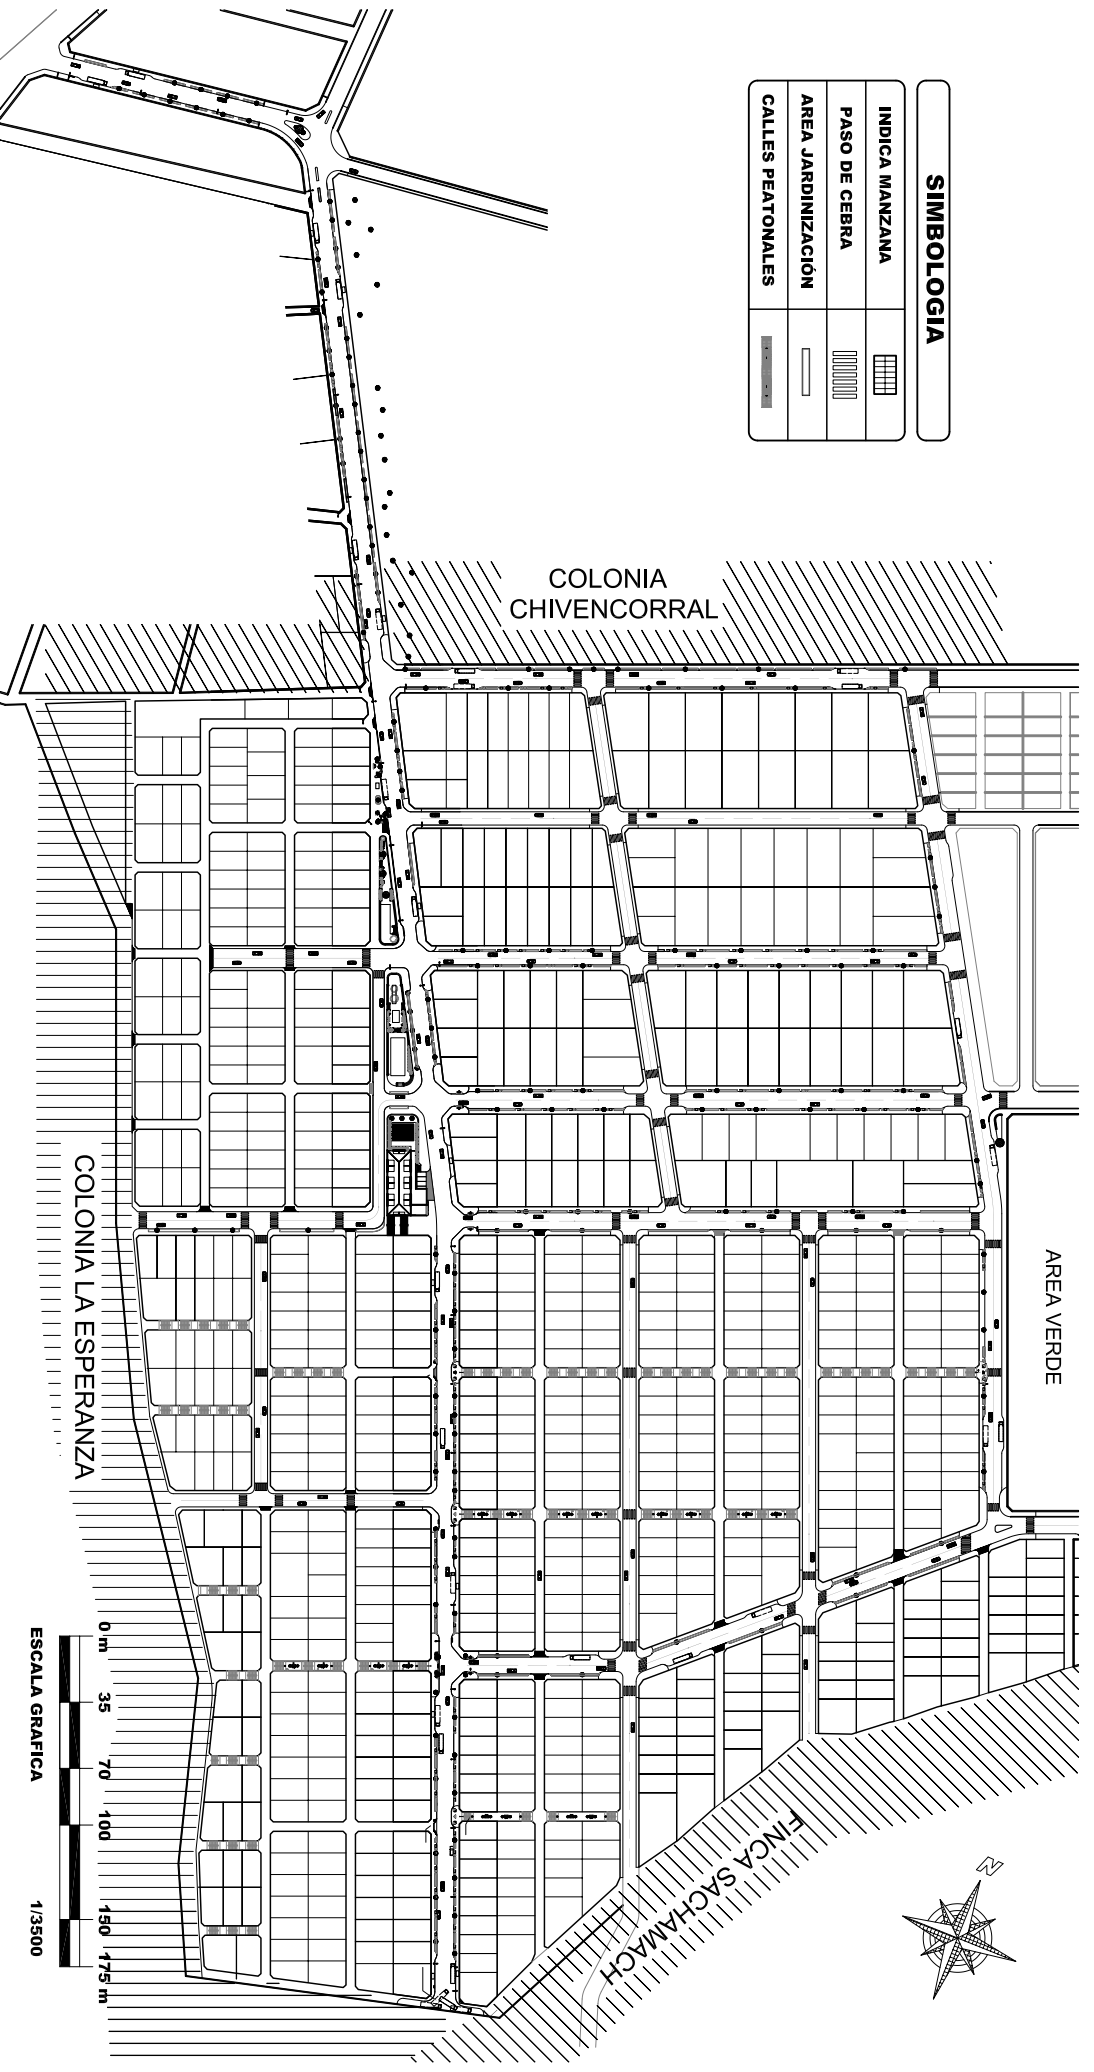 SIMBOLOGIA
INDICA MANZANA
PASO DE CEBRA
AREA JARDINIZACIÓN
CALLES PEATONALES
COLONIA
CHIVENCORRAL
AREA VERDE
COLONIA LA ESPERANZA
FINCA SACHAMACH
N
0 m 35 70 100 150 175 m
ESCALA GRAFICA 1/3500